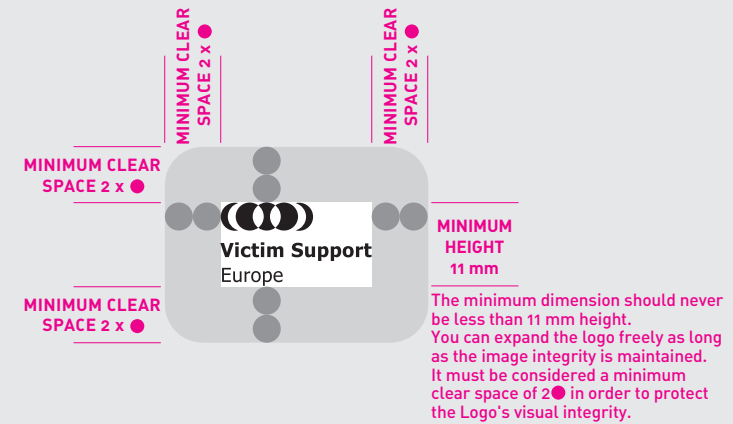 MINIMUM CLEAR
SPACE 2 x ●
MINIMUM CLEAR
SPACE 2 x ●
MINIMUM CLEAR
SPACE 2 x ●
Victim Support
Europe
MINIMUM
HEIGHT
11 mm
MINIMUM CLEAR
SPACE 2 x ●
The minimum dimension should never
be less than 11 mm height.
You can expand the logo freely as long
as the image integrity is maintained.
It must be considered a minimum
clear space of 2● in order to protect
the Logo's visual integrity.